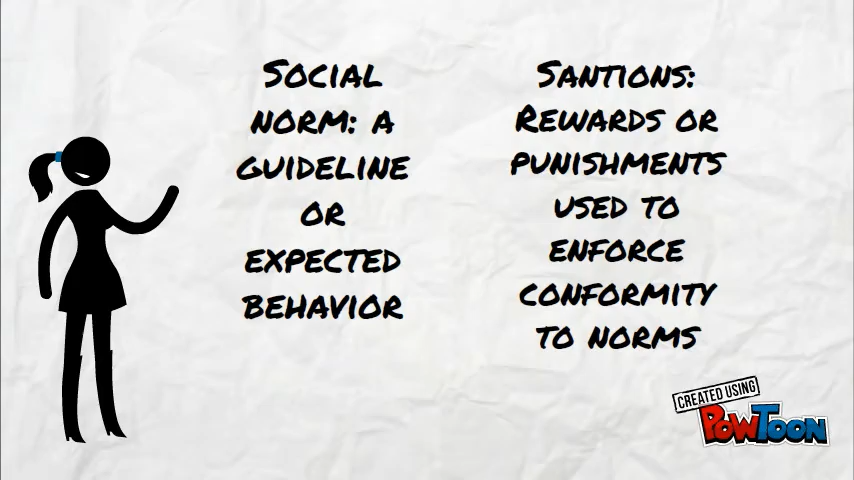 Social
norm: a
guideline
or
expected
behavior
Santions:
Rewards or
punishments
used to
enforce
conformity
to norms
CREATED USING
PowToon